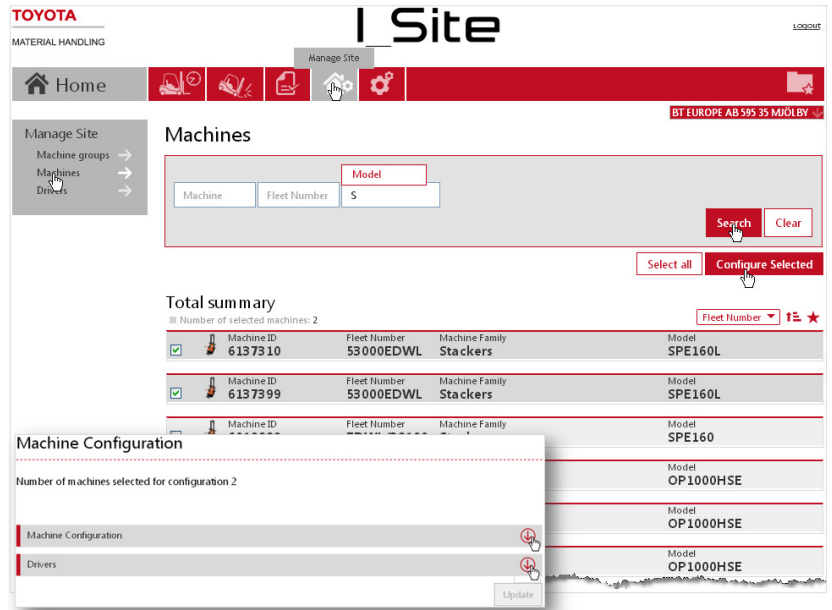 TOYOTA
MATERIAL HANDLING
I_Site
Logout
Manage Site
Home
BT EUROPE AB 595 35 MJÖLBY
Manage Site
Machine groups
Machines
Drivers
Machines
Model
Machine
Fleet Number
S
Search
Clear
Select all
Configure Selected
Total summary
Number of selected machines: 2
Fleet Number
Machine ID
Fleet Number
Machine Family
Model
6137310
53000EDWL
Stackers
SPE160L
Machine ID
Fleet Number
Machine Family
Model
6137399
53000EDWL
Stackers
SPE160L
Machine ID
Fleet Number
Machine Family
Model
SPE160
Model
OP1000HSE
Model
OP1000HSE
Model
OP1000HSE
Machine Configuration
Number of machines selected for configuration 2
Machine Configuration
Drivers
Update